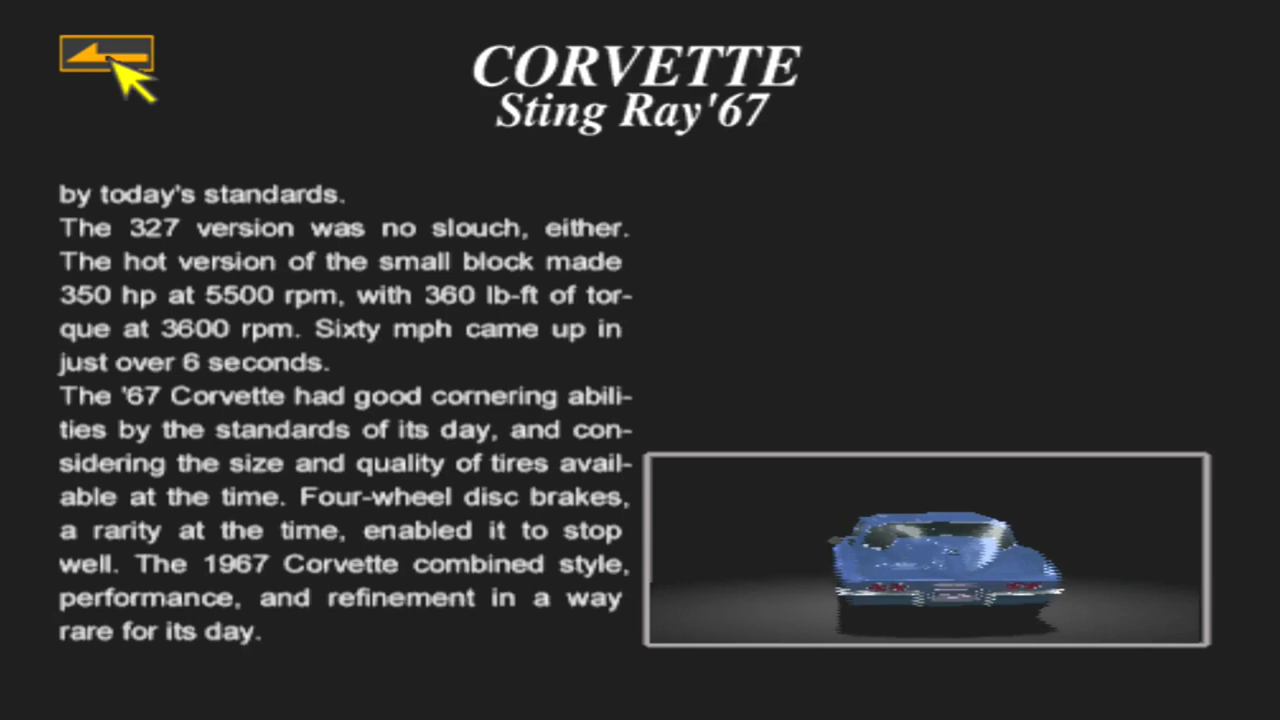 CORVETTE
Sting Ray'67
by today's standards.
The 327 version was no slouch, either.
The hot version of the small block made
350 hp at 5500 rpm, with 360 lb-ft of tor-
que at 3600 rpm. Sixty mph came up in
just over 6 seconds.
The '67 Corvette had good cornering abili-
ties by the standards of its day, and con-
sidering the size and quality of tires avail-
able at the time. Four-wheel disc brakes,
a rarity at the time, enabled it to stop
well. The 1967 Corvette combined style,
performance, and refinement in a way
rare for its day.